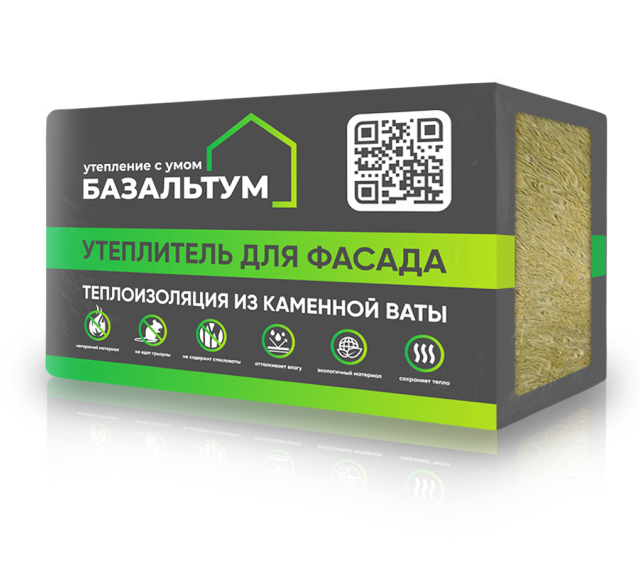 утепление с умом
БАЗАЛЬТУМ
УТЕПЛИТЕЛЬ ДЛЯ ФАСАДА
ТЕПЛОИЗОЛЯЦИЯ ИЗ КАМЕННОЙ ВАТЫ
негорючий материал
не едят грызуны
не содержит стекловаты
отталкивает влагу
экологичный материал
сохраняет тепло